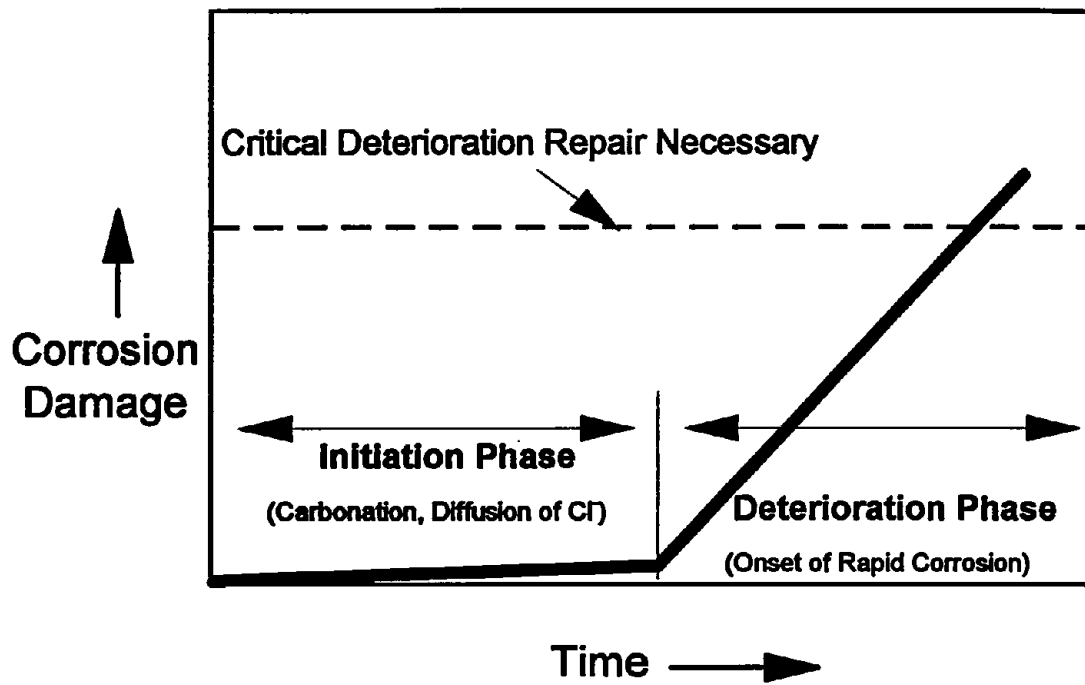 Critical Deterioration Repair Necessary
Corrosion
Damage
Initiation Phase
(Carbonation, Diffusion of Cl⁻)
Deterioration Phase
(Onset of Rapid Corrosion)
Time